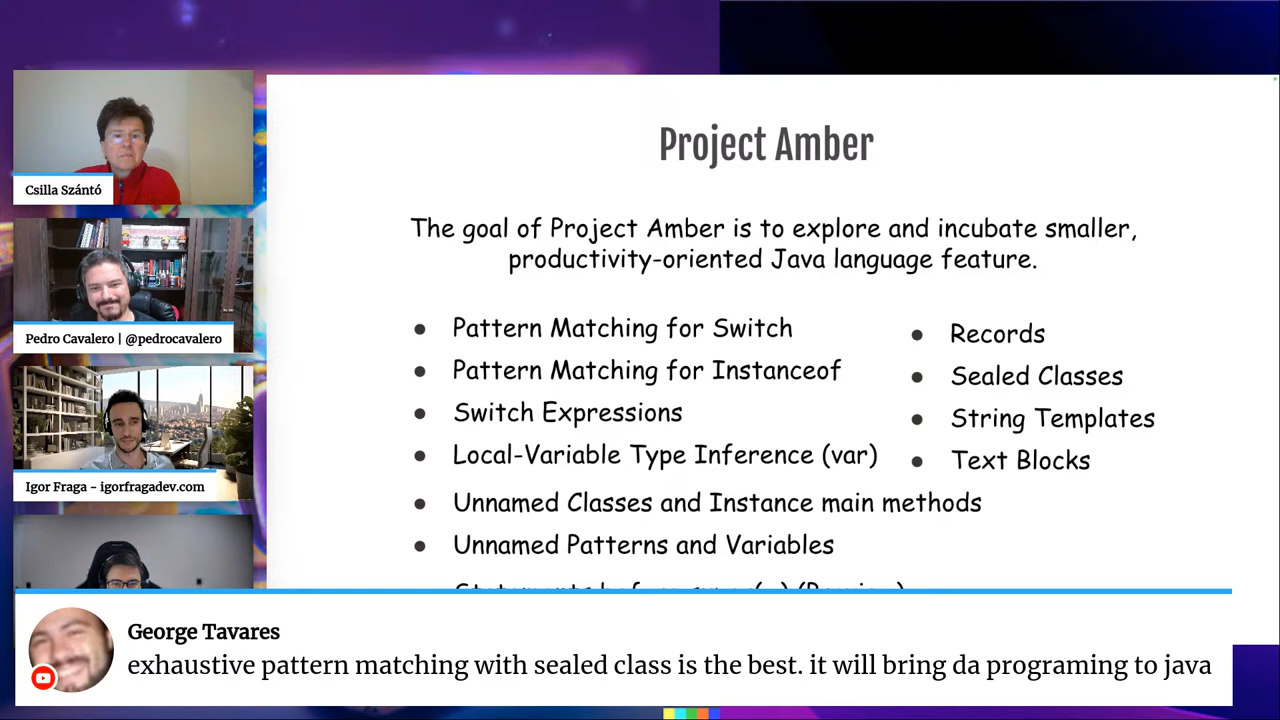 Project Amber
The goal of Project Amber is to explore and incubate smaller,
productivity-oriented Java language feature.
● Pattern Matching for Switch
● Pattern Matching for Instanceof
● Switch Expressions
● Local-Variable Type Inference (var)
● Unnamed Classes and Instance main methods
● Unnamed Patterns and Variables
● Records
● Sealed Classes
● String Templates
● Text Blocks
Csilla Szántó
Pedro Cavalero | @pedrocavalero
Igor Fraga - igorfragadev.com
George Tavares
exhaustive pattern matching with sealed class is the best. it will bring da programing to java